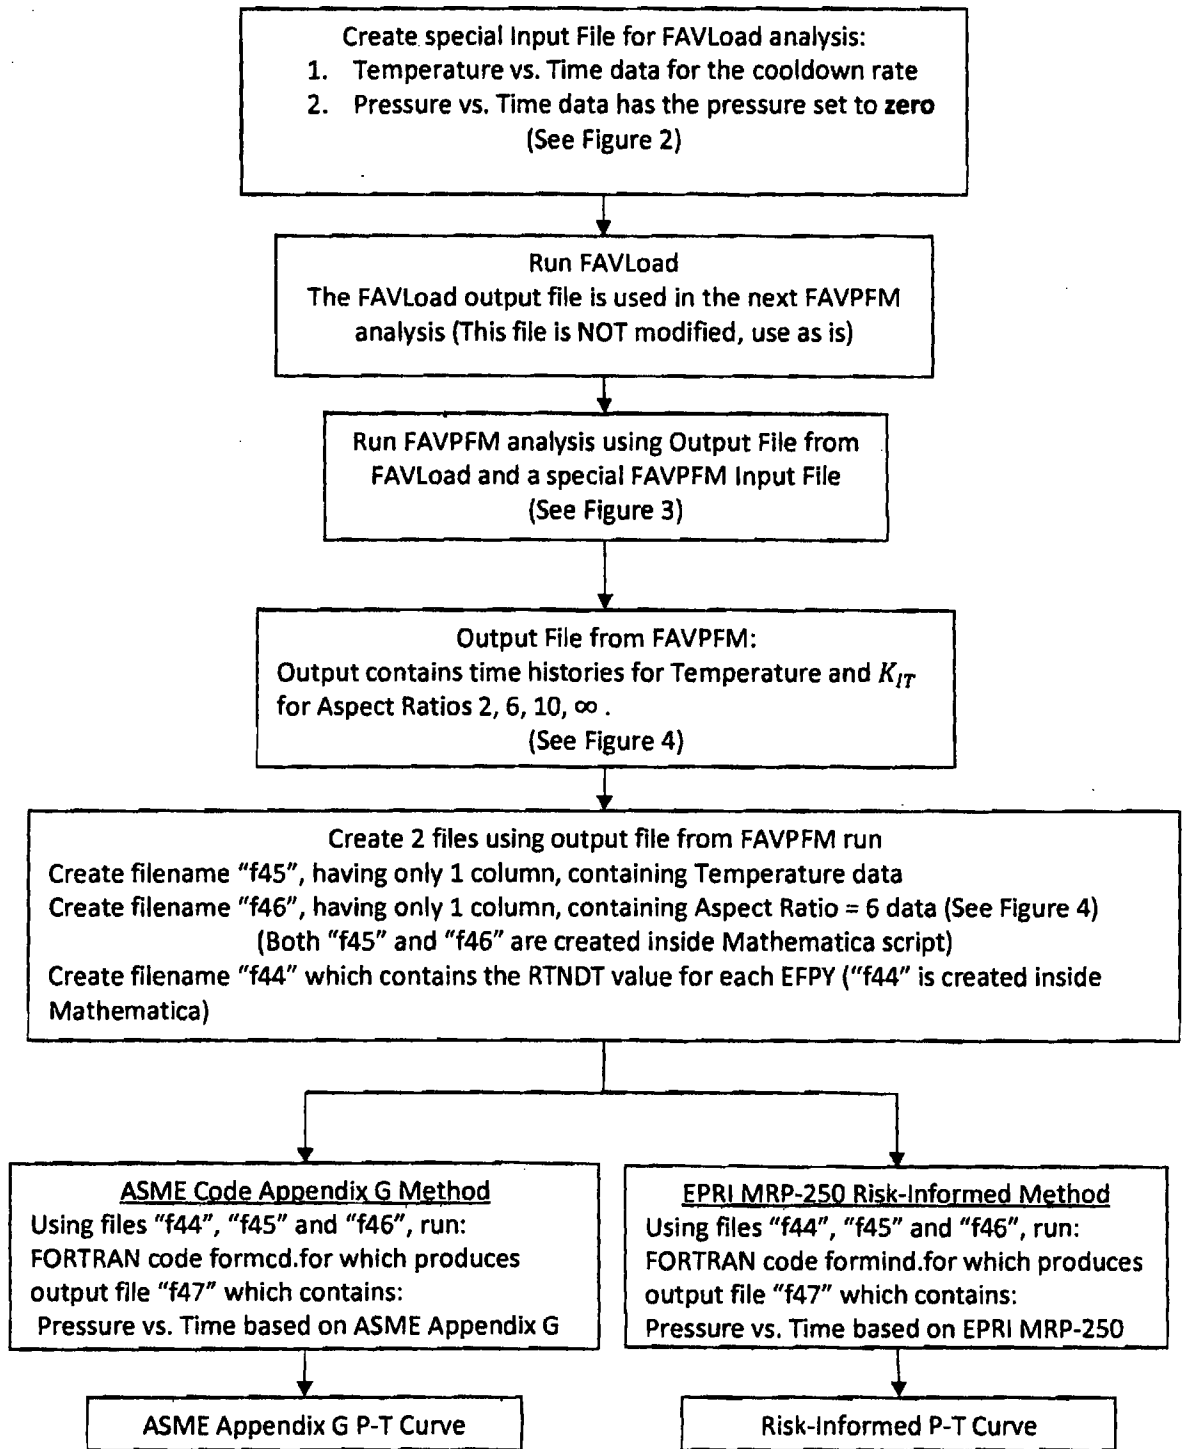 Create special Input File for FAVLoad analysis:
1. Temperature vs. Time data for the cooldown rate
2. Pressure vs. Time data has the pressure set to zero
(See Figure 2)
Run FAVLoad
The FAVLoad output file is used in the next FAVPFM
analysis (This file is NOT modified, use as is)
Run FAVPFM analysis using Output File from
FAVLoad and a special FAVPFM Input File
(See Figure 3)
Output File from FAVPFM:
Output contains time histories for Temperature and K_{IT}
for Aspect Ratios 2, 6, 10, ∞ .
(See Figure 4)
Create 2 files using output file from FAVPFM run
Create filename "f45", having only 1 column, containing Temperature data
Create filename "f46", having only 1 column, containing Aspect Ratio = 6 data (See Figure 4)
(Both "f45" and "f46" are created inside Mathematica script)
Create filename "f44" which contains the RTNDT value for each EFPY ("f44" is created inside
Mathematica)
ASME Code Appendix G Method
Using files "f44", "f45" and "f46", run:
FORTRAN code formcd.for which produces
output file "f47" which contains:
Pressure vs. Time based on ASME Appendix G
EPRI MRP-250 Risk-Informed Method
Using files "f44", "f45" and "f46", run:
FORTRAN code formind.for which produces
output file "f47" which contains:
Pressure vs. Time based on EPRI MRP-250
ASME Appendix G P-T Curve
Risk-Informed P-T Curve